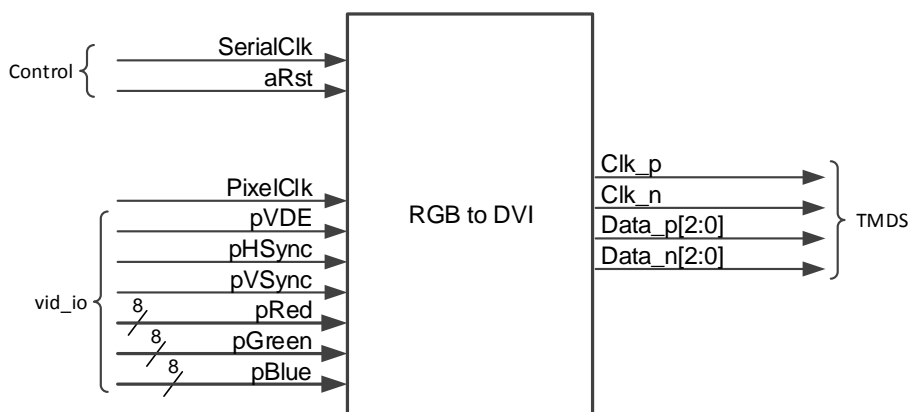 Control
SerialClk
aRst
PixelClk
pVDE
pHSync
pVSync
8
pRed
8
pGreen
8
pBlue
vid_io
RGB to DVI
Clk_p
Clk_n
Data_p[2:0]
Data_n[2:0]
TMDS